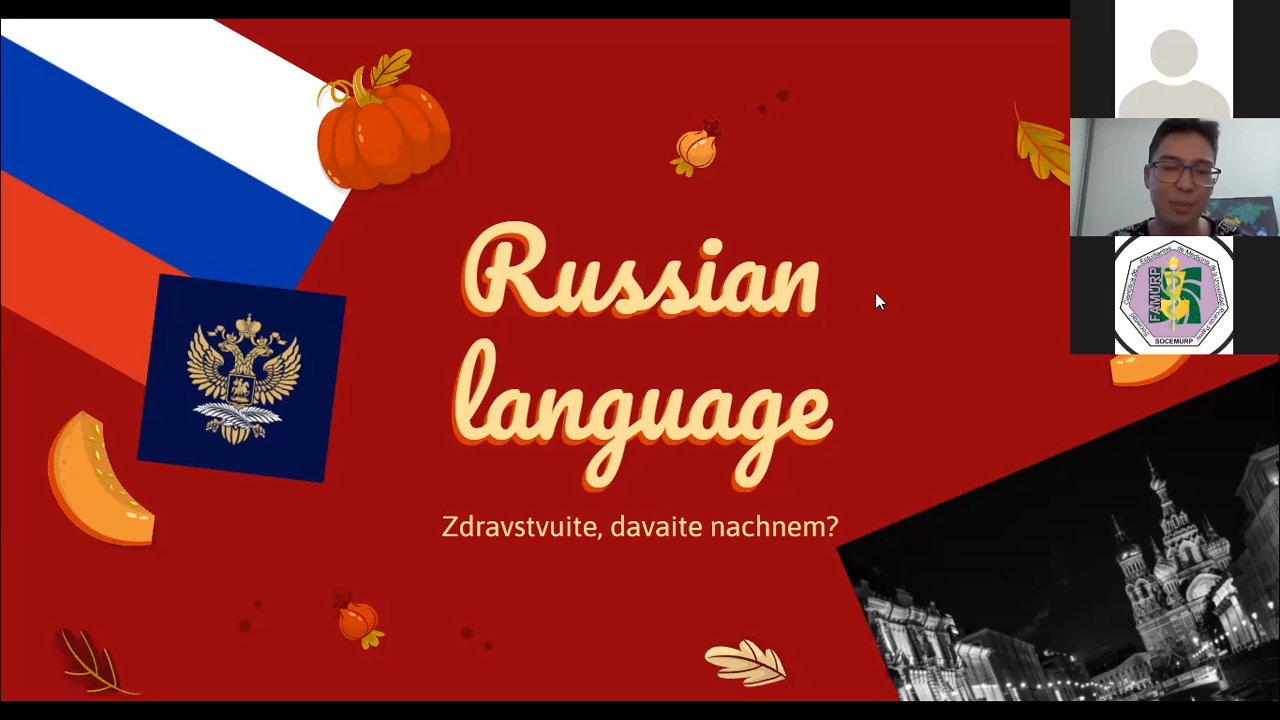 Russian
language
Zdravstvuite, davaite nachnem?
FAMURP
SOCEMURP